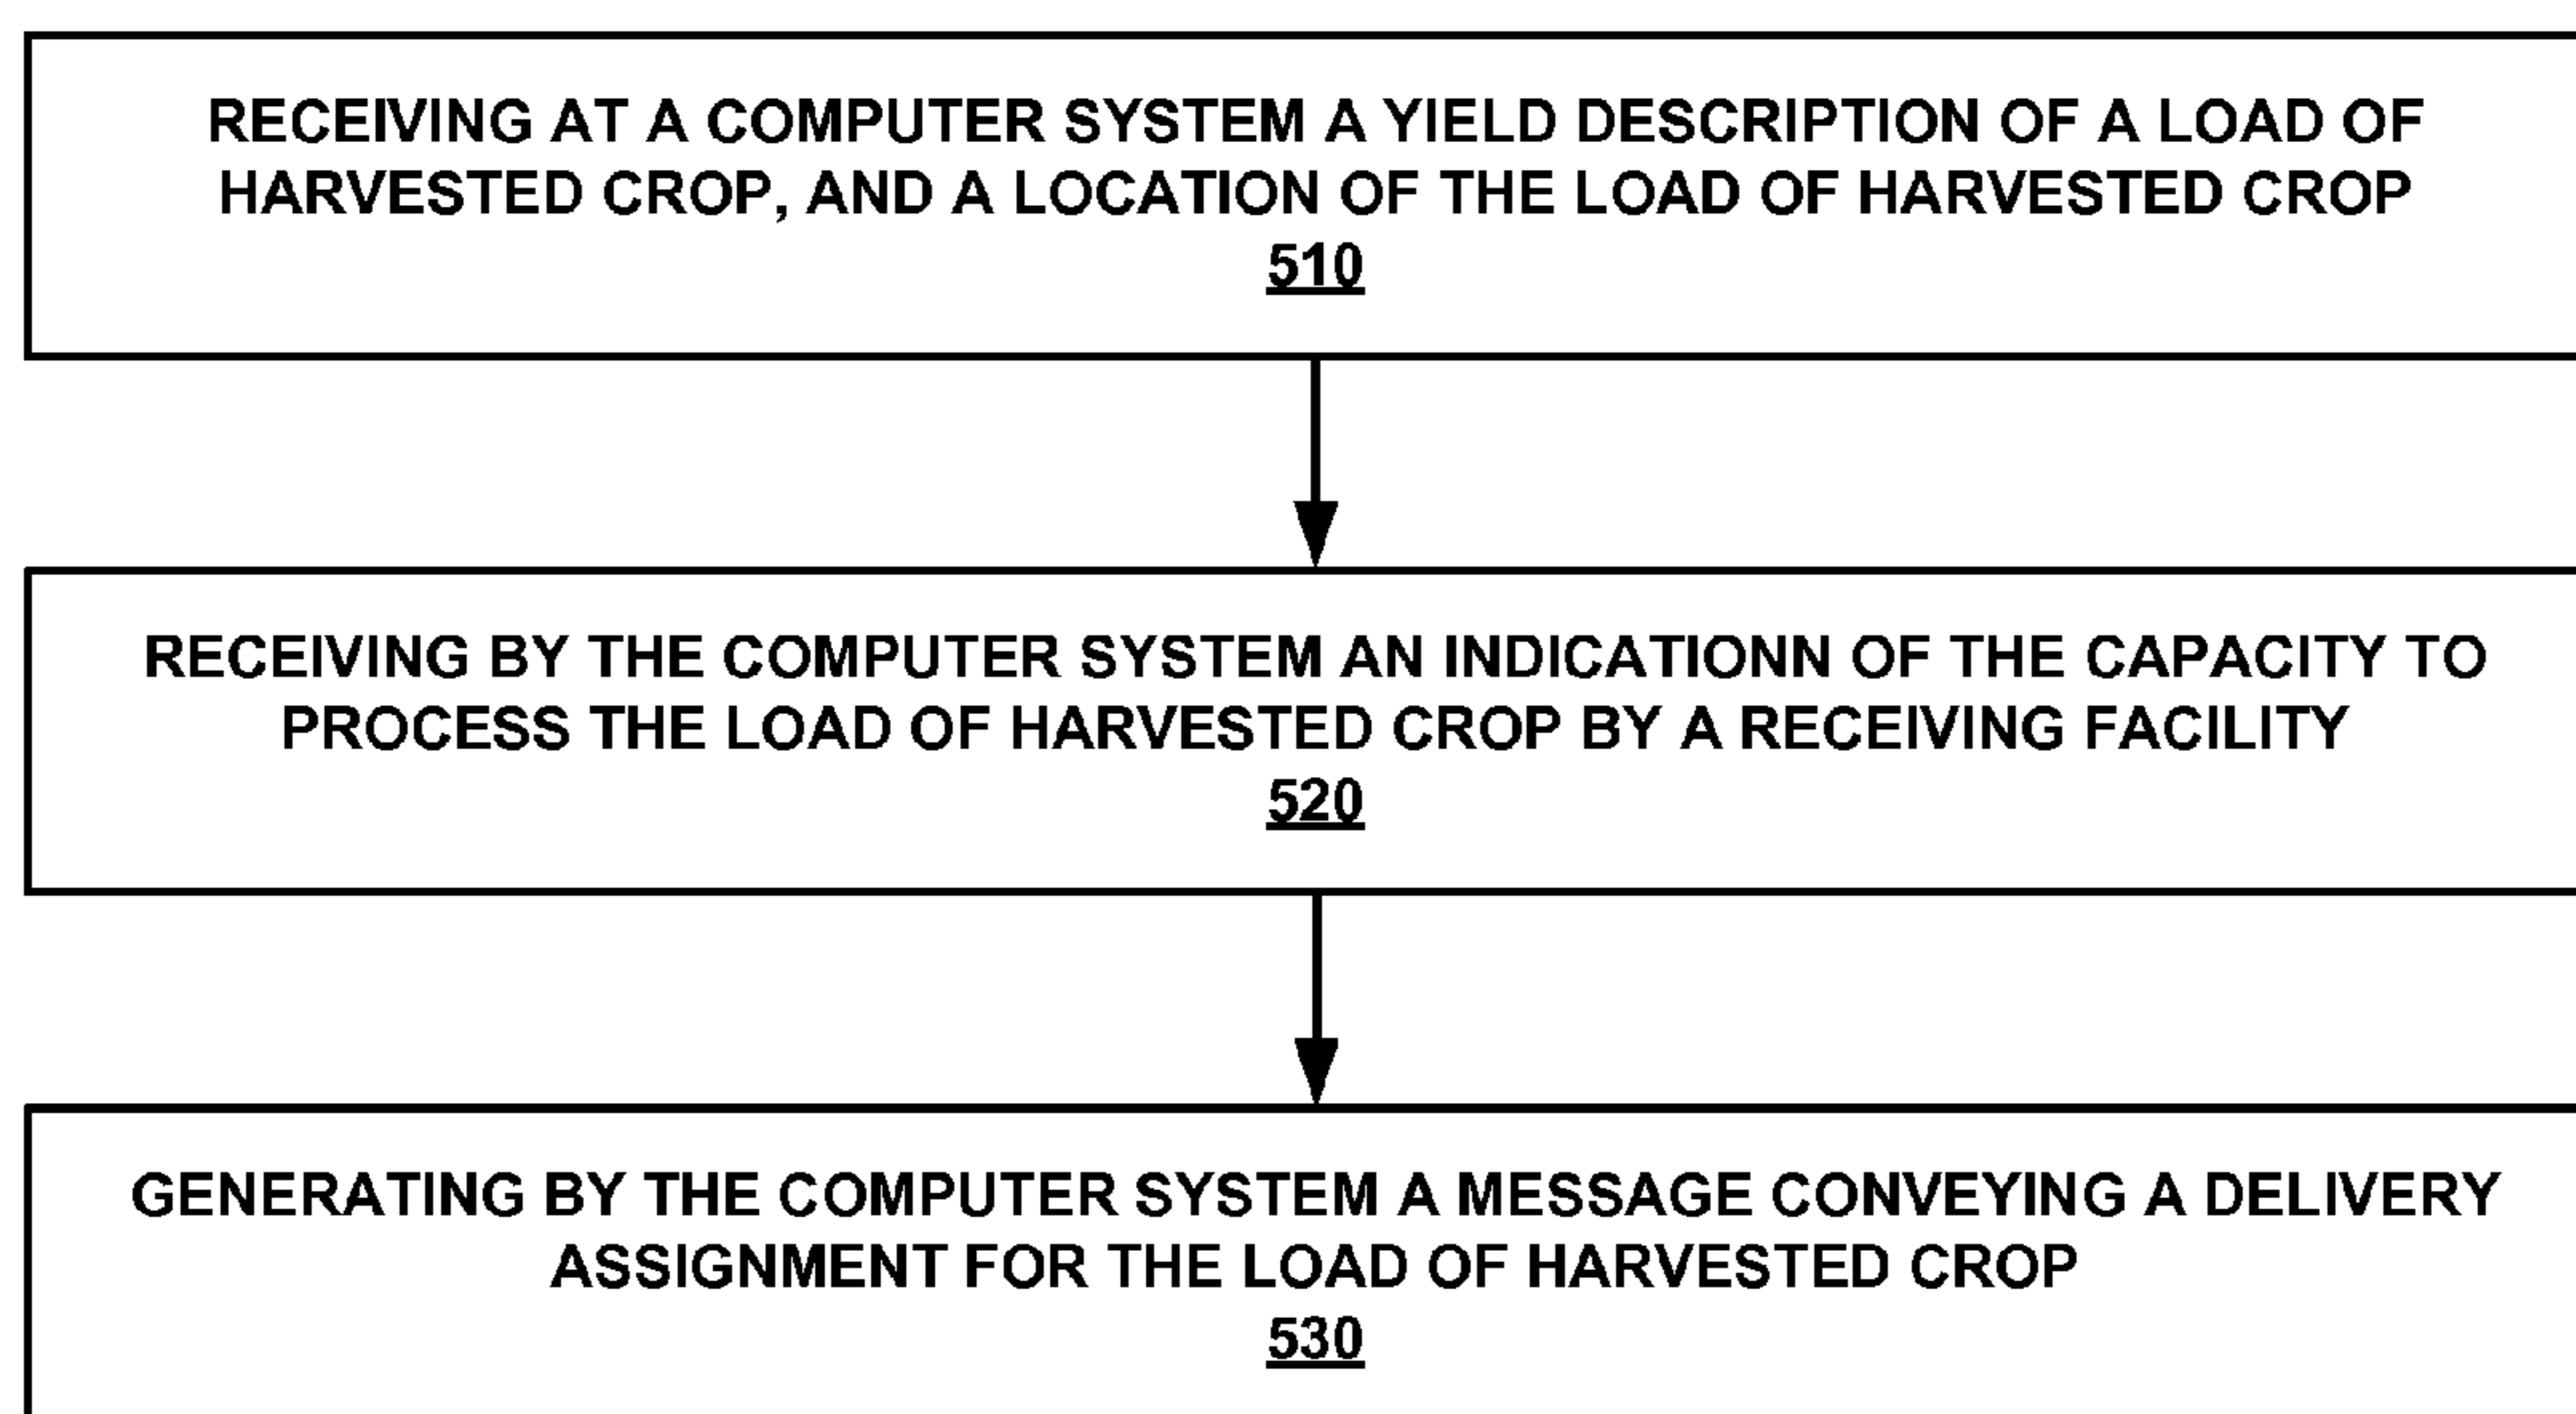 RECEIVING AT A COMPUTER SYSTEM A YIELD DESCRIPTION OF A LOAD OF
HARVESTED CROP, AND A LOCATION OF THE LOAD OF HARVESTED CROP
510
RECEIVING BY THE COMPUTER SYSTEM AN INDICATIONN OF THE CAPACITY TO
PROCESS THE LOAD OF HARVESTED CROP BY A RECEIVING FACILITY
520
GENERATING BY THE COMPUTER SYSTEM A MESSAGE CONVEYING A DELIVERY
ASSIGNMENT FOR THE LOAD OF HARVESTED CROP
530